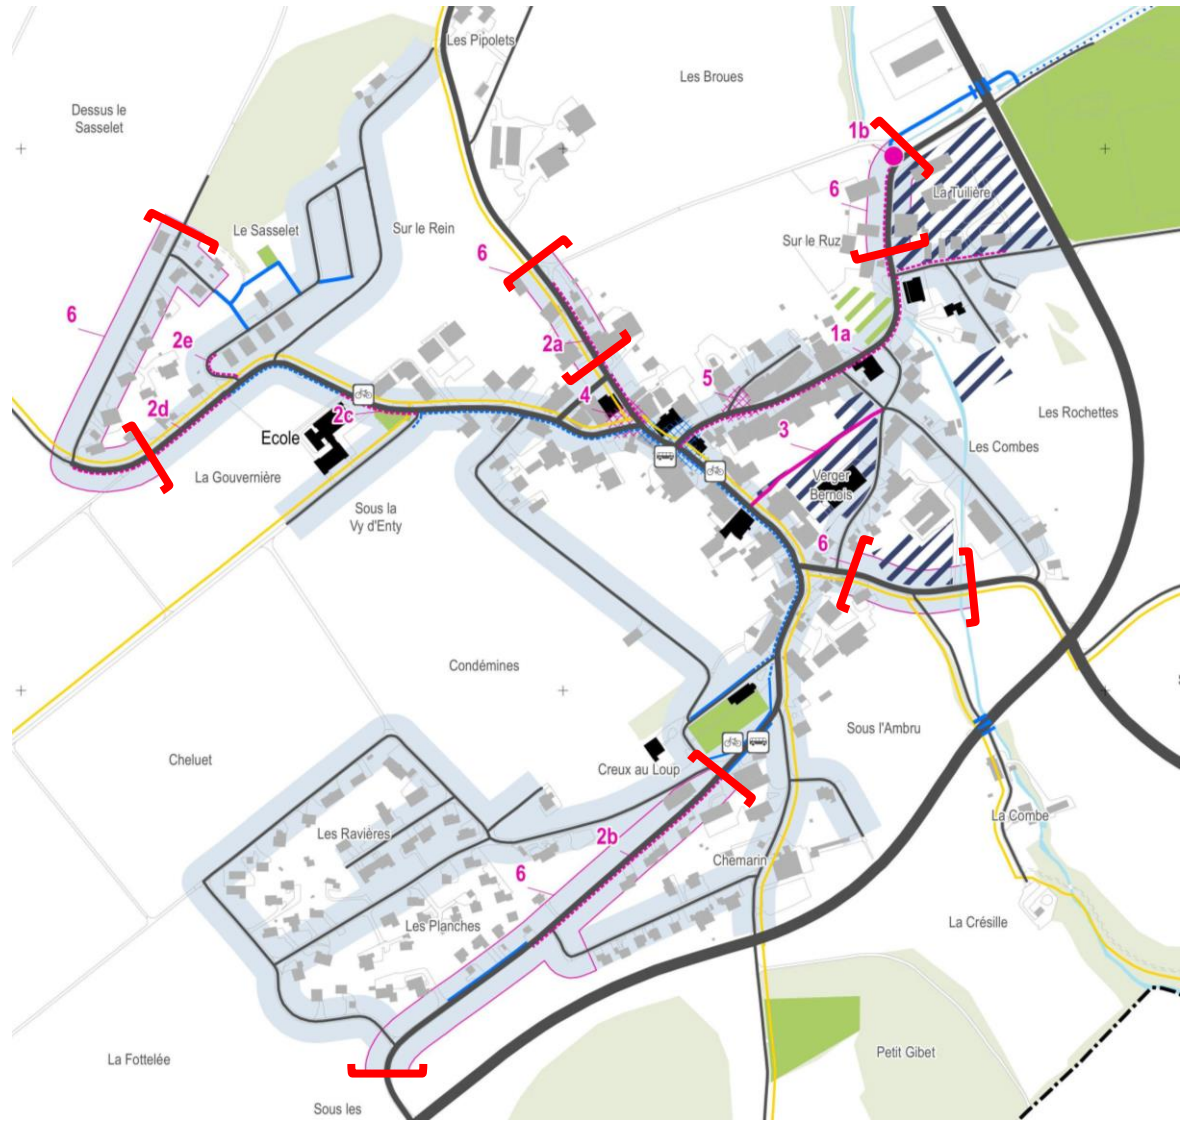 Les Pipolets
Les Broues
Dessus le
Sasselet
1b
6
La Tuilière
Le Sasselet
Sur le Rein
6
Sur le Ruz
6
2a
1a
2e
5
4
2d
2c
Ecole
3
Les Rochettes
Les Combes
La Gouvernière
Verger
Bernois
Sous la
Vy d'Enty
6
Condémines
Sous l'Ambru
Cheluet
Creux au Loup
La Combe
Les Ravières
2b
Chemarin
6
Les Planches
La Crésille
Petit Gibet
La Fottelée
Sous les